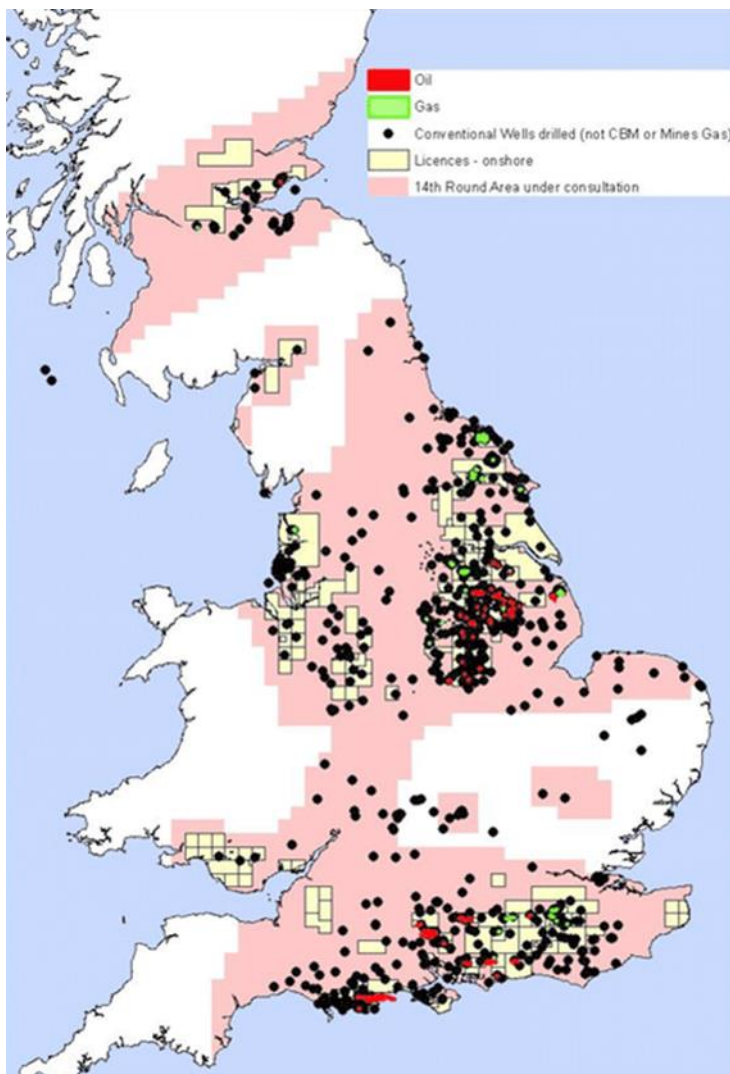 Oil
Gas
Conventional Wells drilled (not CBM or Mines Gas)
Licences - onshore
14th Round Area under consultation